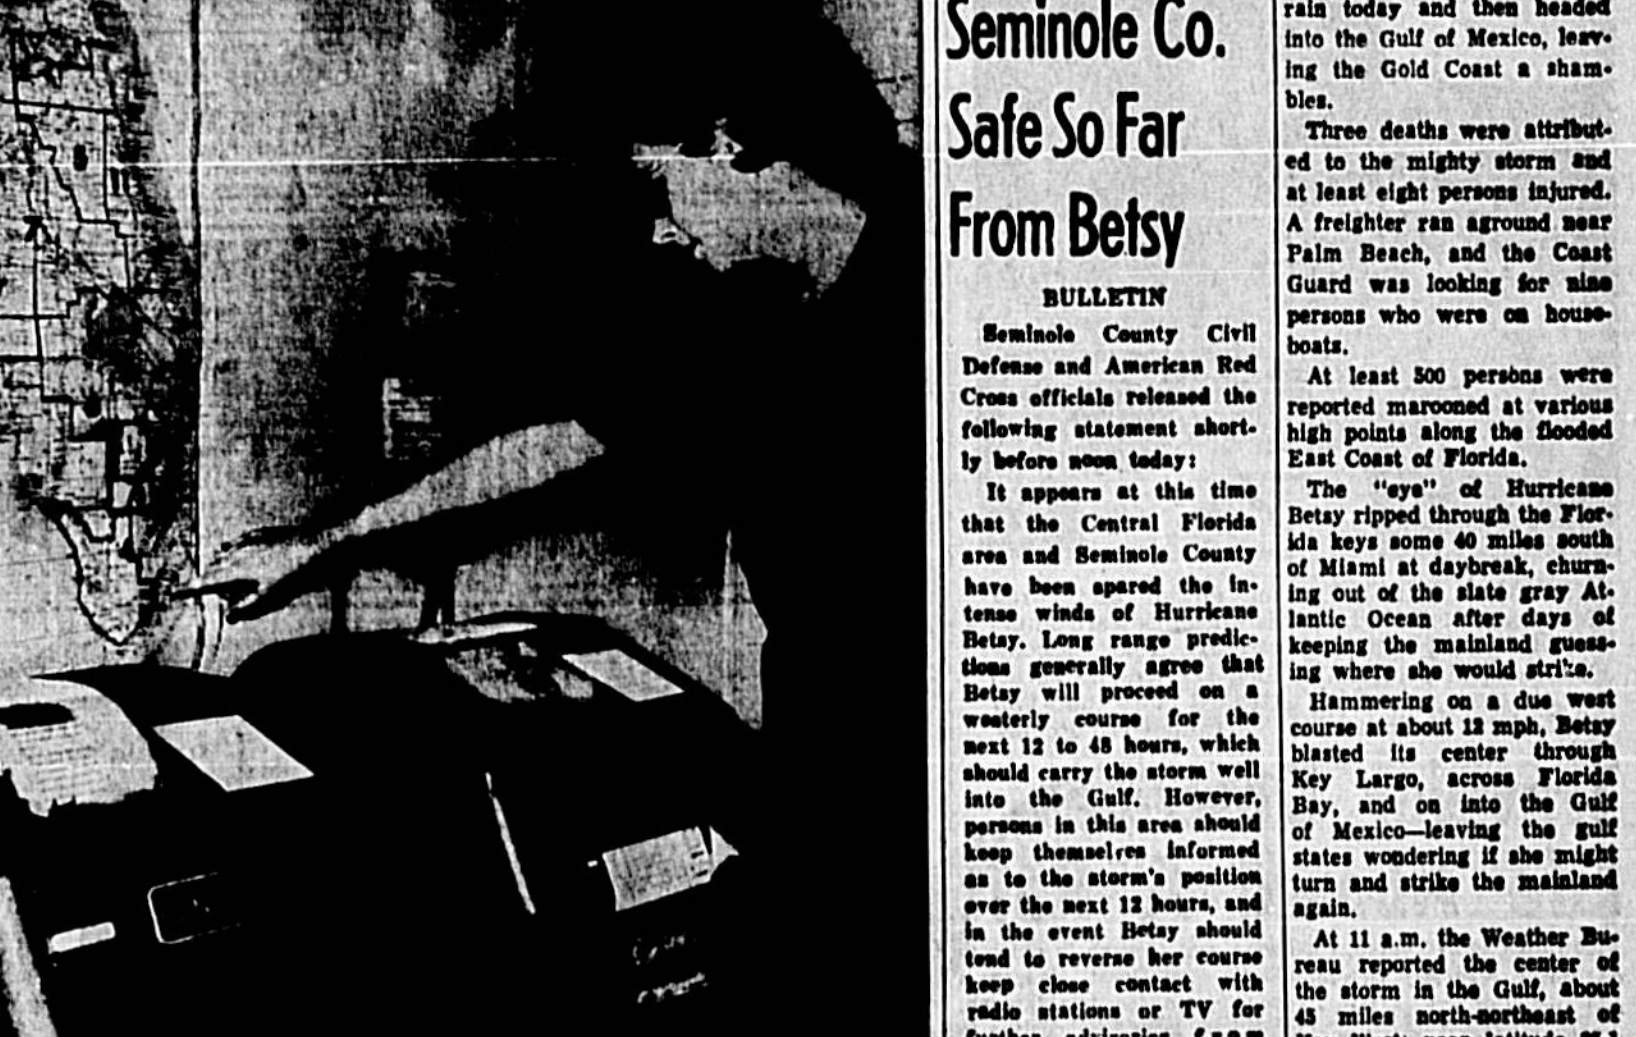 Seminole Co.
Safe So Far
From Betsy
BULLETIN
Seminole County Civil
Defense and American Red
Cross officials released the
following statement short-
ly before noon today:
It appears at this time
that the Central Florida
area and Seminole County
have been spared the in-
tense winds of Hurricane
Betsy. Long range predic-
tions generally agree that
Betsy will proceed on a
westerly course for the
next 12 to 48 hours, which
should carry the storm well
into the Gulf. However,
persons in this area should
keep themselves informed
as to the storm's position
over the next 12 hours, and
in the event Betsy should
tend to reverse her course
keep close contact with
radio stations or TV for
rain today and then headed
into the Gulf of Mexico, leav-
ing the Gold Coast a sham-
bles.
Three deaths were attribut-
ed to the mighty storm and
at least eight persons injured.
A freighter ran aground near
Palm Beach, and the Coast
Guard was looking for nine
persons who were on house-
boats.
At least 500 persons were
reported marooned at various
high points along the flooded
East Coast of Florida.
The "eye" of Hurricane
Betsy ripped through the Flor-
ida keys some 40 miles south
of Miami at daybreak, churn-
ing out of the slate gray At-
lantic Ocean after days of
keeping the mainland guess-
ing where she would strike.
Hammering on a due west
course at about 12 mph, Betsy
blasted its center through
Key Largo, across Florida
Bay, and on into the Gulf
of Mexico—leaving the gulf
states wondering if she might
turn and strike the mainland
again.
At 11 a.m. the Weather Bu-
reau reported the center of
the storm in the Gulf, about
45 miles north-northeast of